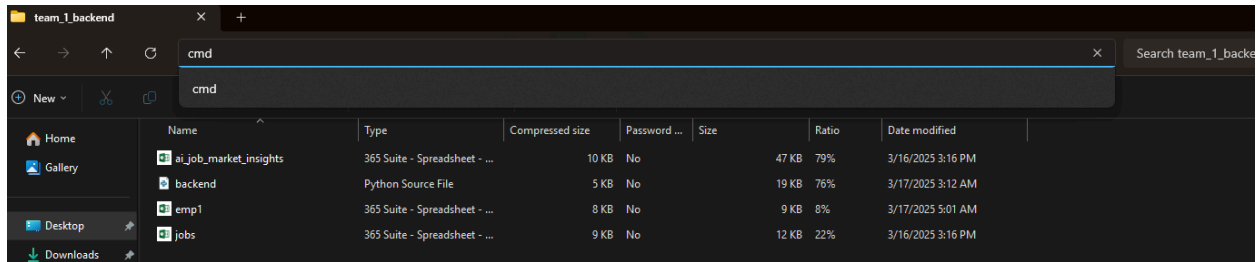 team_1_backend
cmd
Search team_1_backe
cmd
New
Name Type Compressed size Password ... Size Ratio Date modified
Home
Gallery
Desktop
Downloads
ai_job_market_insights 365 Suite - Spreadsheet - ... 10 KB No 47 KB 79% 3/16/2025 3:16 PM
backend Python Source File 5 KB No 19 KB 76% 3/17/2025 3:12 AM
emp1 365 Suite - Spreadsheet - ... 8 KB No 9 KB 8% 3/17/2025 5:01 AM
jobs 365 Suite - Spreadsheet - ... 9 KB No 12 KB 22% 3/16/2025 3:16 PM